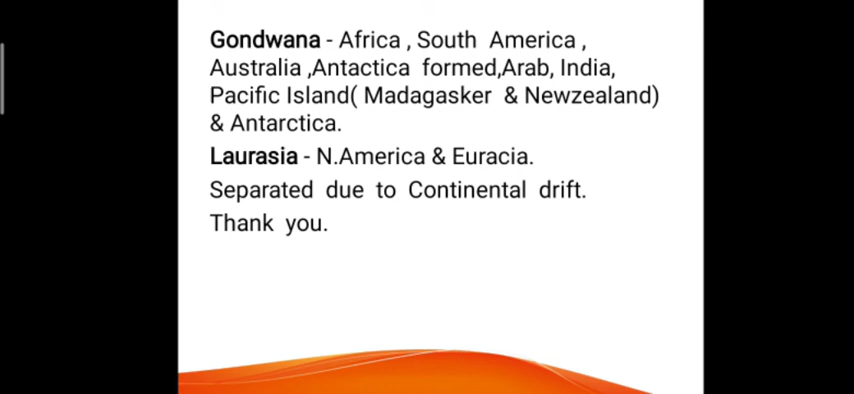 Gondwana - Africa , South America ,
Australia ,Antactica formed,Arab, India,
Pacific Island( Madagasker & Newzealand)
& Antarctica.
Laurasia - N.America & Euracia.
Separated due to Continental drift.
Thank you.